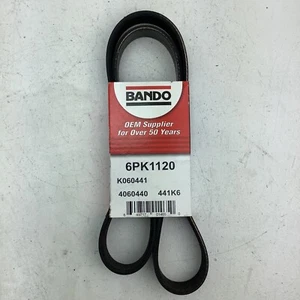 BANDO
OEM Supplier
for Over 50 Years
6PK1120
K060441
4060440 441K6